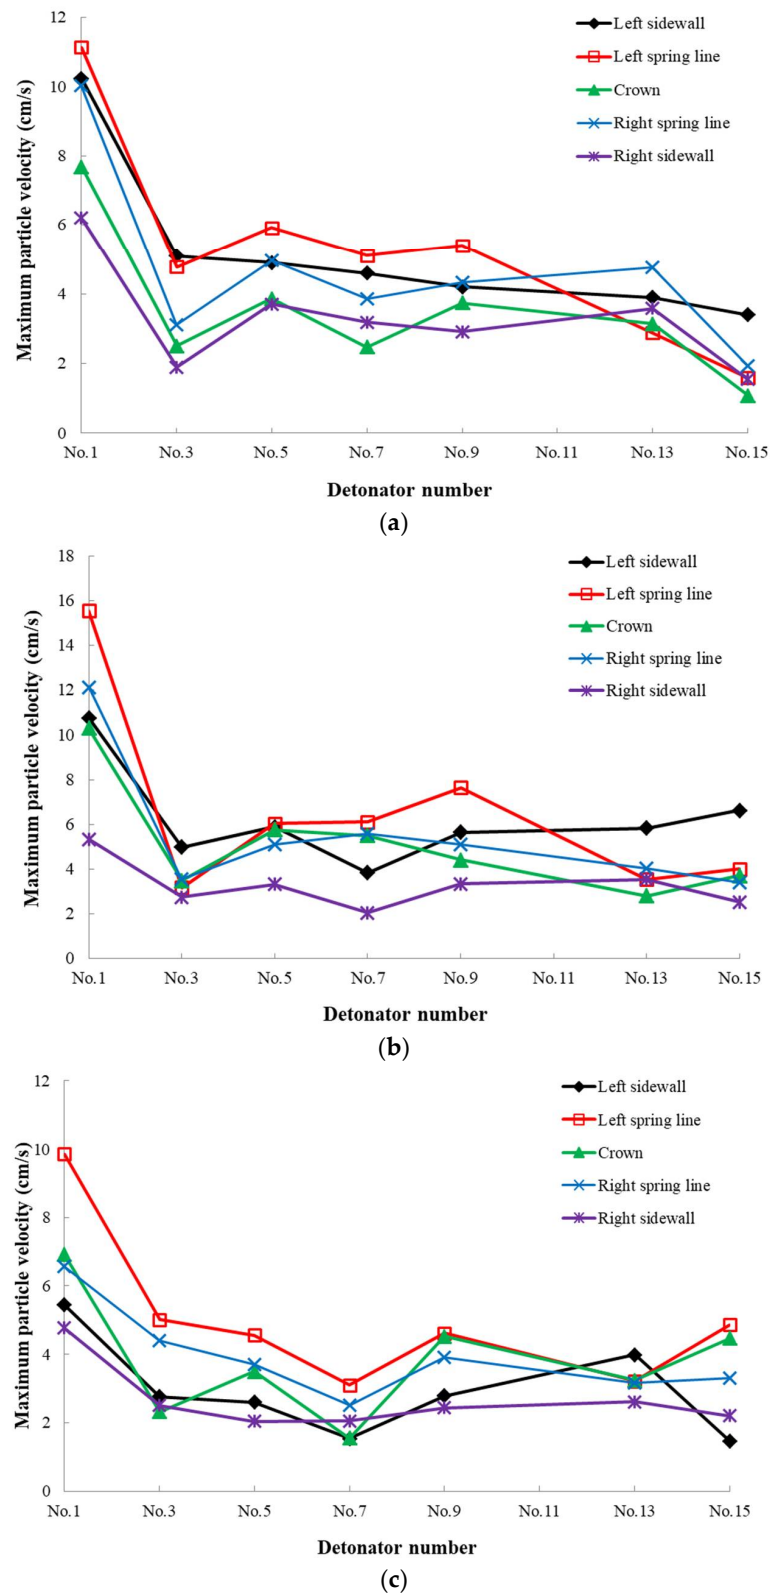 12
10
8
6
4
2
0
Maximum particle velocity (cm/s)
Left sidewall
Left spring line
Crown
Right spring line
Right sidewall
No.1 No.3 No.5 No.7 No.9 No.11 No.13 No.15
Detonator number
(a)
18
16
14
12
10
8
6
4
2
0
Maximum particle velocity (cm/s)
Left sidewall
Left spring line
Crown
Right spring line
Right sidewall
No.1 No.3 No.5 No.7 No.9 No.11 No.13 No.15
Detonator number
(b)
12
10
8
6
4
2
0
Maximum particle velocity (cm/s)
Left sidewall
Left spring line
Crown
Right spring line
Right sidewall
No.1 No.3 No.5 No.7 No.9 No.11 No.13 No.15
Detonator number
(c)